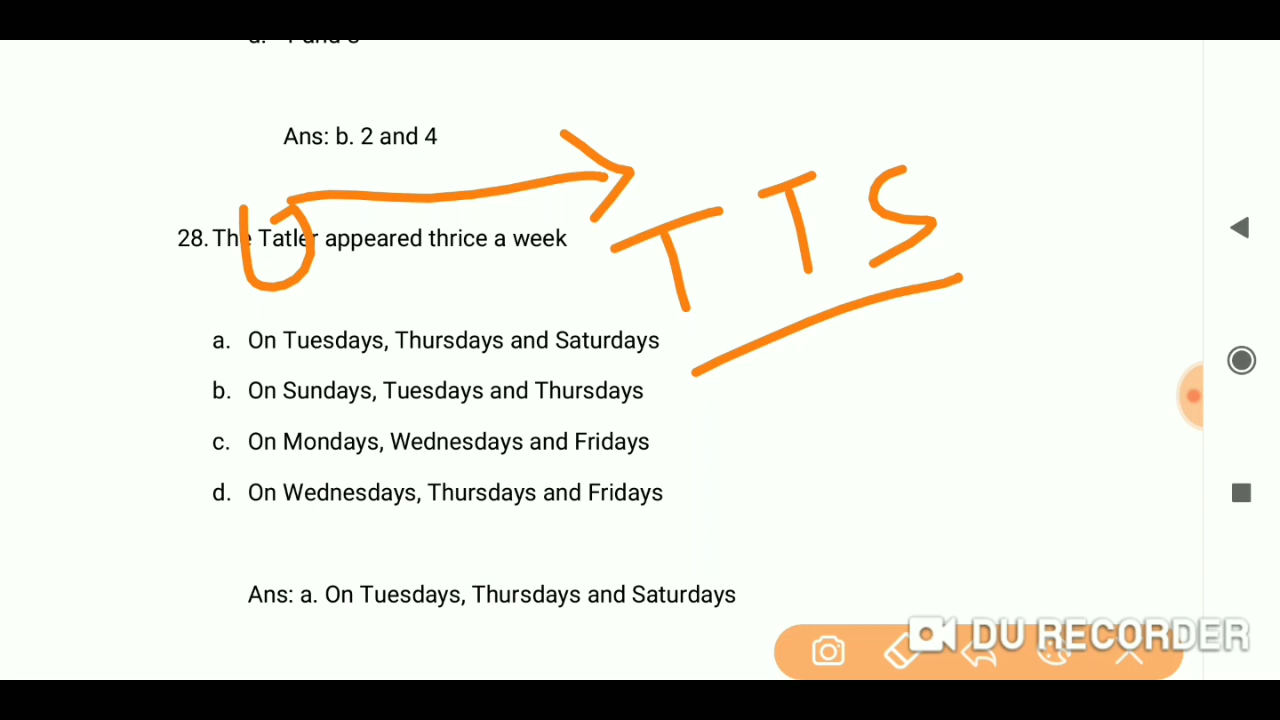 Ans: b. 2 and 4
T T S
28. The Tatler appeared thrice a week
a. On Tuesdays, Thursdays and Saturdays
b. On Sundays, Tuesdays and Thursdays
c. On Mondays, Wednesdays and Fridays
d. On Wednesdays, Thursdays and Fridays
Ans: a. On Tuesdays, Thursdays and Saturdays
DU RECORDER